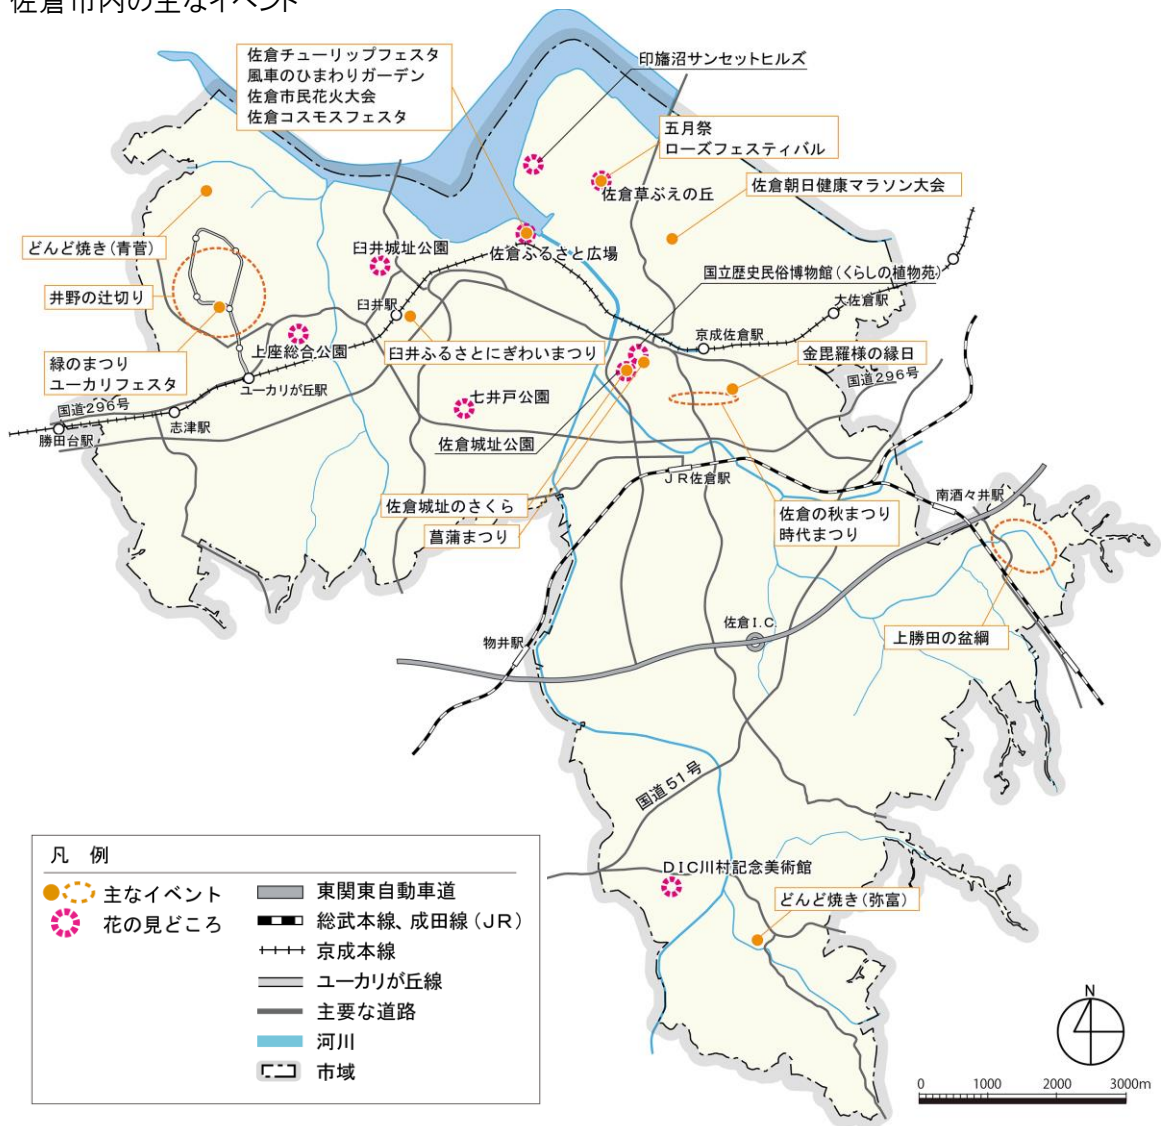 佐倉市内の主なイベント
佐倉チューリップフェスタ
風車のひまわりガーデン
佐倉市民花火大会
佐倉コスモスフェスタ
印旛沼サンセットヒルズ
五月祭
ローズフェスティバル
佐倉草ぶえの丘
佐倉朝日健康マラソン大会
どんど焼き（青菅）
臼井城址公園
佐倉ふるさと広場
国立歴史民俗博物館（くらしの植物苑）
井野の辻切り
臼井駅
大佐倉駅
京成佐倉駅
上座総合公園
臼井ふるさとにぎわいまつり
金毘羅様の縁日
緑のまつり
ユーカリフェスタ
ユーカリが丘駅
国道296号
七井戸公園
国道296号
志津駅
勝田台駅
佐倉城址公園
JR佐倉駅
南酒々井駅
佐倉城址のさくら
菖蒲まつり
佐倉の秋まつり
時代まつり
佐倉I.C.
物井駅
上勝田の盆綱
国道51号
DIC川村記念美術館
どんど焼き（弥富）
凡 例
主なイベント
花の見どころ
東関東自動車道
総武本線、成田線（JR）
京成本線
ユーカリが丘線
主要な道路
河川
市域
N
0 1000 2000 3000m